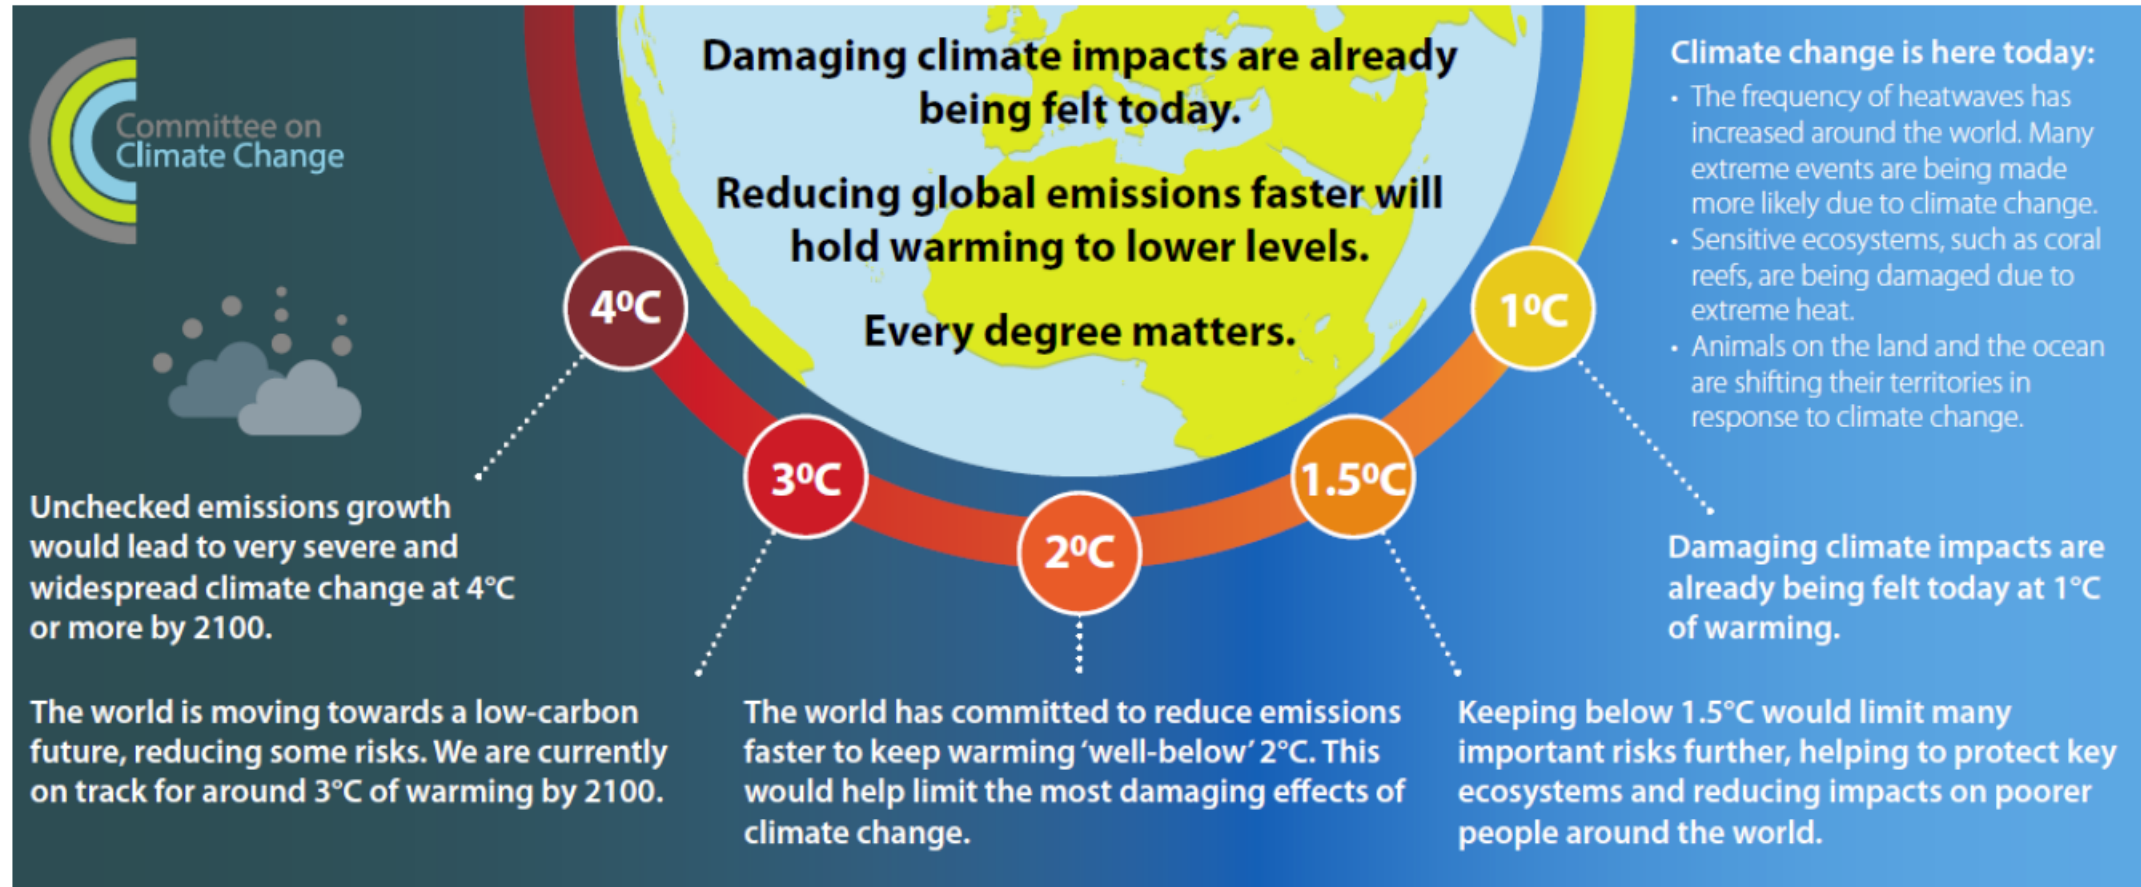 Committee on
Climate Change
Damaging climate impacts are already
being felt today.
Reducing global emissions faster will
hold warming to lower levels.
Every degree matters.
Climate change is here today:
• The frequency of heatwaves has
increased around the world. Many
extreme events are being made
more likely due to climate change.
• Sensitive ecosystems, such as coral
reefs, are being damaged due to
extreme heat.
• Animals on the land and the ocean
are shifting their territories in
response to climate change.
4⁰C
3⁰C
2⁰C
1.5⁰C
1⁰C
Unchecked emissions growth
would lead to very severe and
widespread climate change at 4°C
or more by 2100.
The world is moving towards a low-carbon
future, reducing some risks. We are currently
on track for around 3°C of warming by 2100.
The world has committed to reduce emissions
faster to keep warming ‘well-below’ 2°C. This
would help limit the most damaging effects of
climate change.
Keeping below 1.5°C would limit many
important risks further, helping to protect key
ecosystems and reducing impacts on poorer
people around the world.
Damaging climate impacts are
already being felt today at 1°C
of warming.